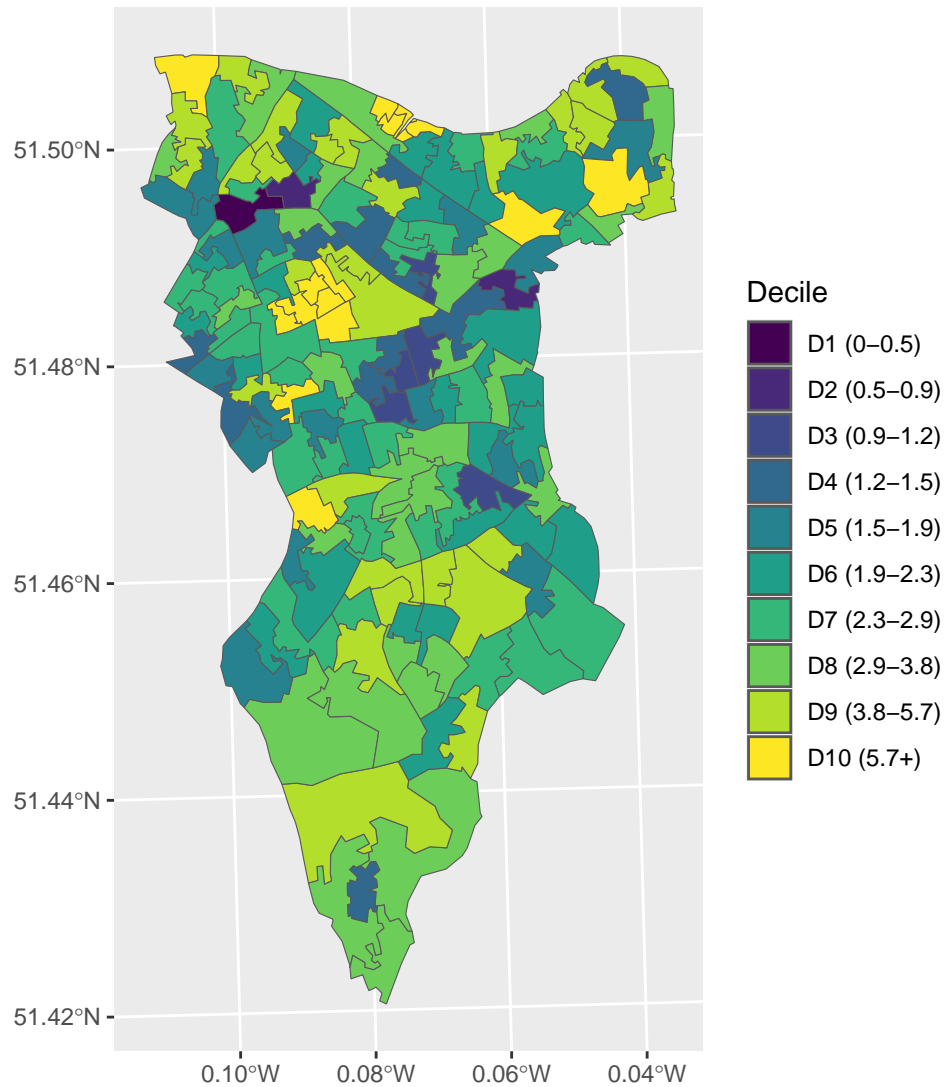 51.50°N
51.48°N
51.46°N
51.44°N
51.42°N
0.10°W 0.08°W 0.06°W 0.04°W
Decile
D1 (0−0.5)
D2 (0.5−0.9)
D3 (0.9−1.2)
D4 (1.2−1.5)
D5 (1.5−1.9)
D6 (1.9−2.3)
D7 (2.3−2.9)
D8 (2.9−3.8)
D9 (3.8−5.7)
D10 (5.7+)